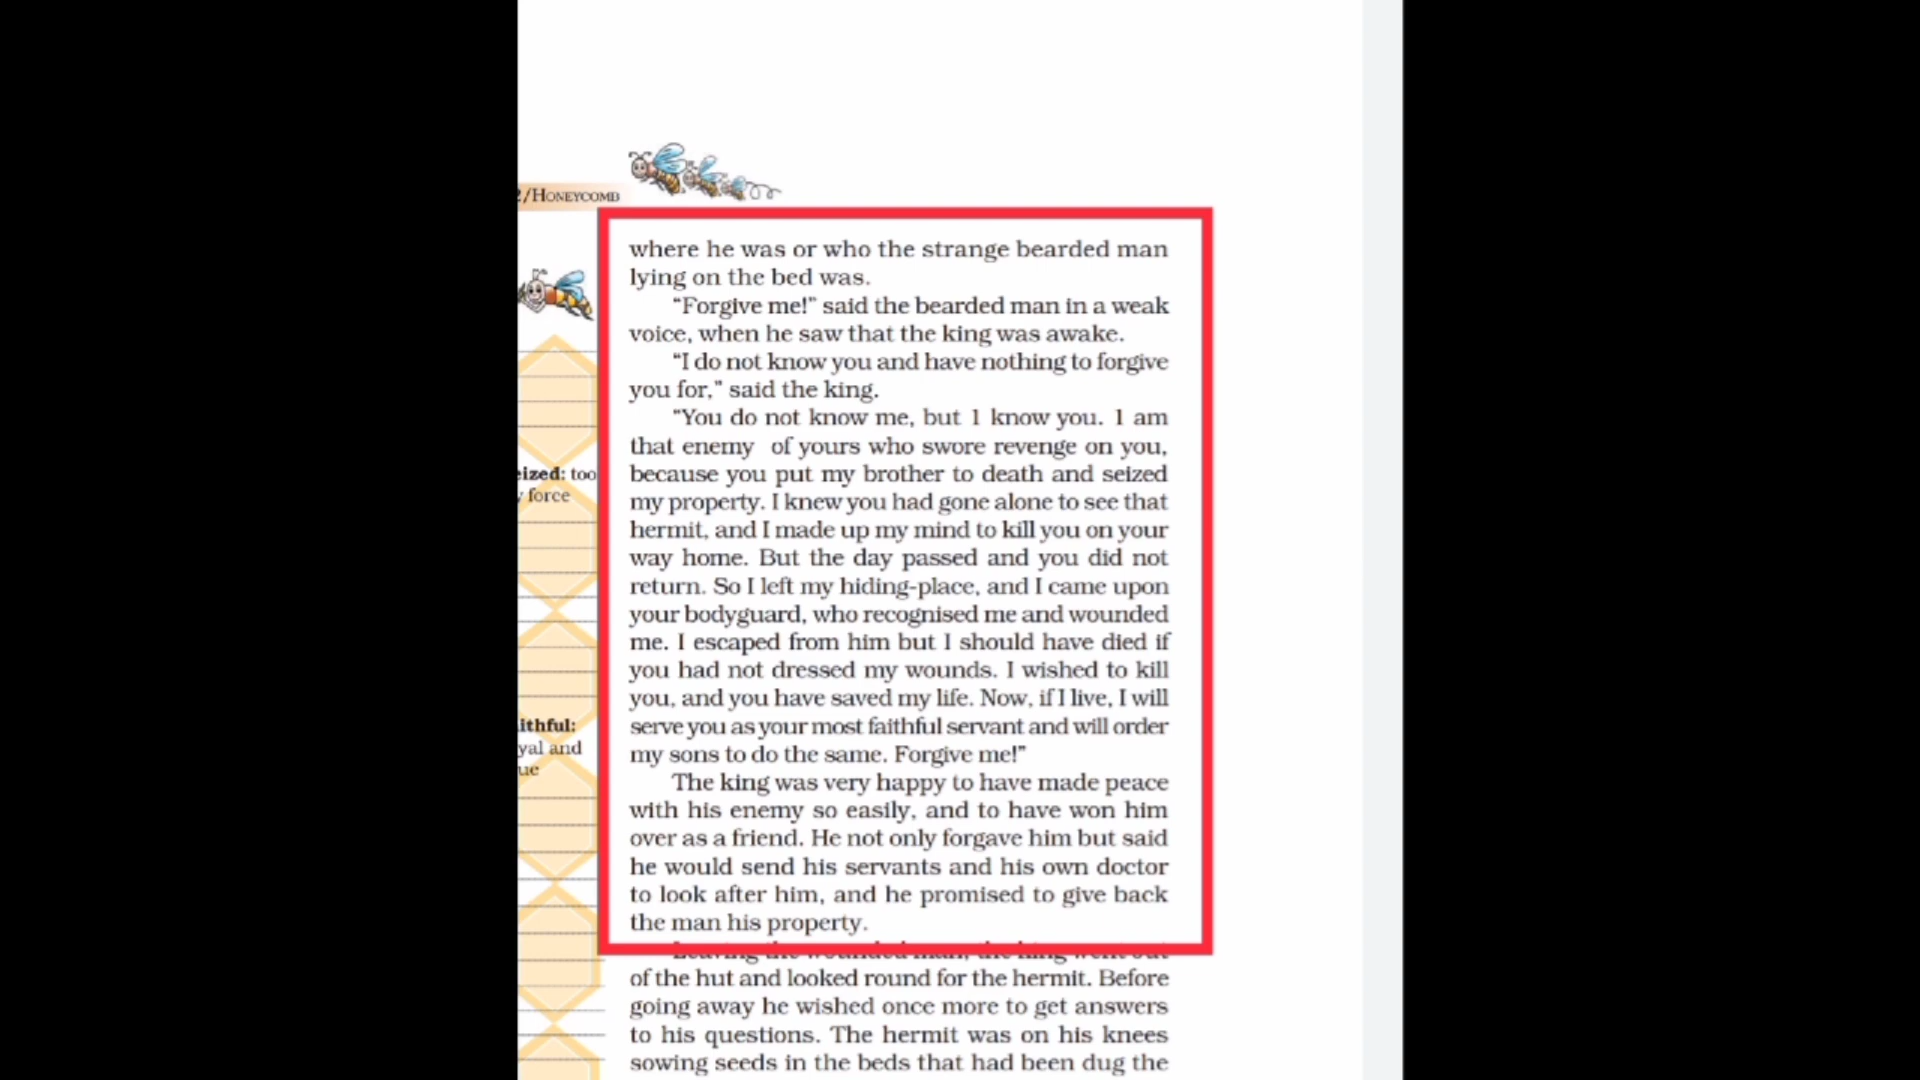 /HONEYCOMB
where he was or who the strange bearded man
lying on the bed was.
“Forgive me!” said the bearded man in a weak
voice, when he saw that the king was awake.
“I do not know you and have nothing to forgive
you for,” said the king.
“You do not know me, but I know you. I am
that enemy of yours who swore revenge on you,
because you put my brother to death and seized
my property. I knew you had gone alone to see that
hermit, and I made up my mind to kill you on your
way home. But the day passed and you did not
return. So I left my hiding-place, and I came upon
your bodyguard, who recognised me and wounded
me. I escaped from him but I should have died if
you had not dressed my wounds. I wished to kill
you, and you have saved my life. Now, if I live, I will
serve you as your most faithful servant and will order
my sons to do the same. Forgive me!”
The king was very happy to have made peace
with his enemy so easily, and to have won him
over as a friend. He not only forgave him but said
he would send his servants and his own doctor
to look after him, and he promised to give back
the man his property.
Leaving the wounded man, the king went out
of the hut and looked round for the hermit. Before
going away he wished once more to get answers
to his questions. The hermit was on his knees
sowing seeds in the beds that had been dug the
eized: too
y force
ithful:
yal and
ue